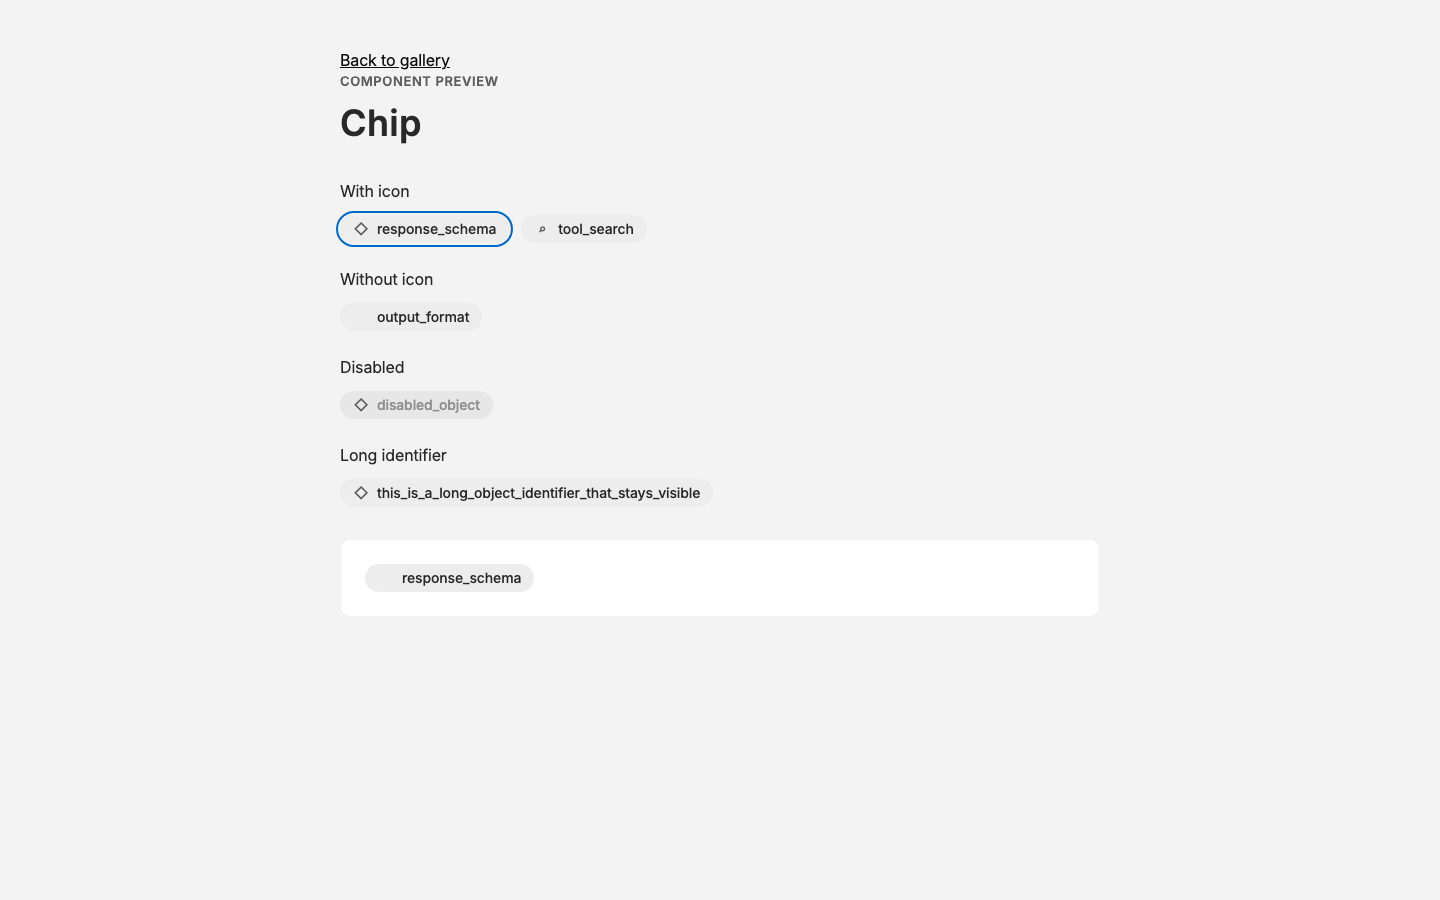 Back to gallery
COMPONENT PREVIEW
Chip
With icon
response_schema tool_search
Without icon
output_format
Disabled
disabled_object
Long identifier
this_is_a_long_object_identifier_that_stays_visible
response_schema